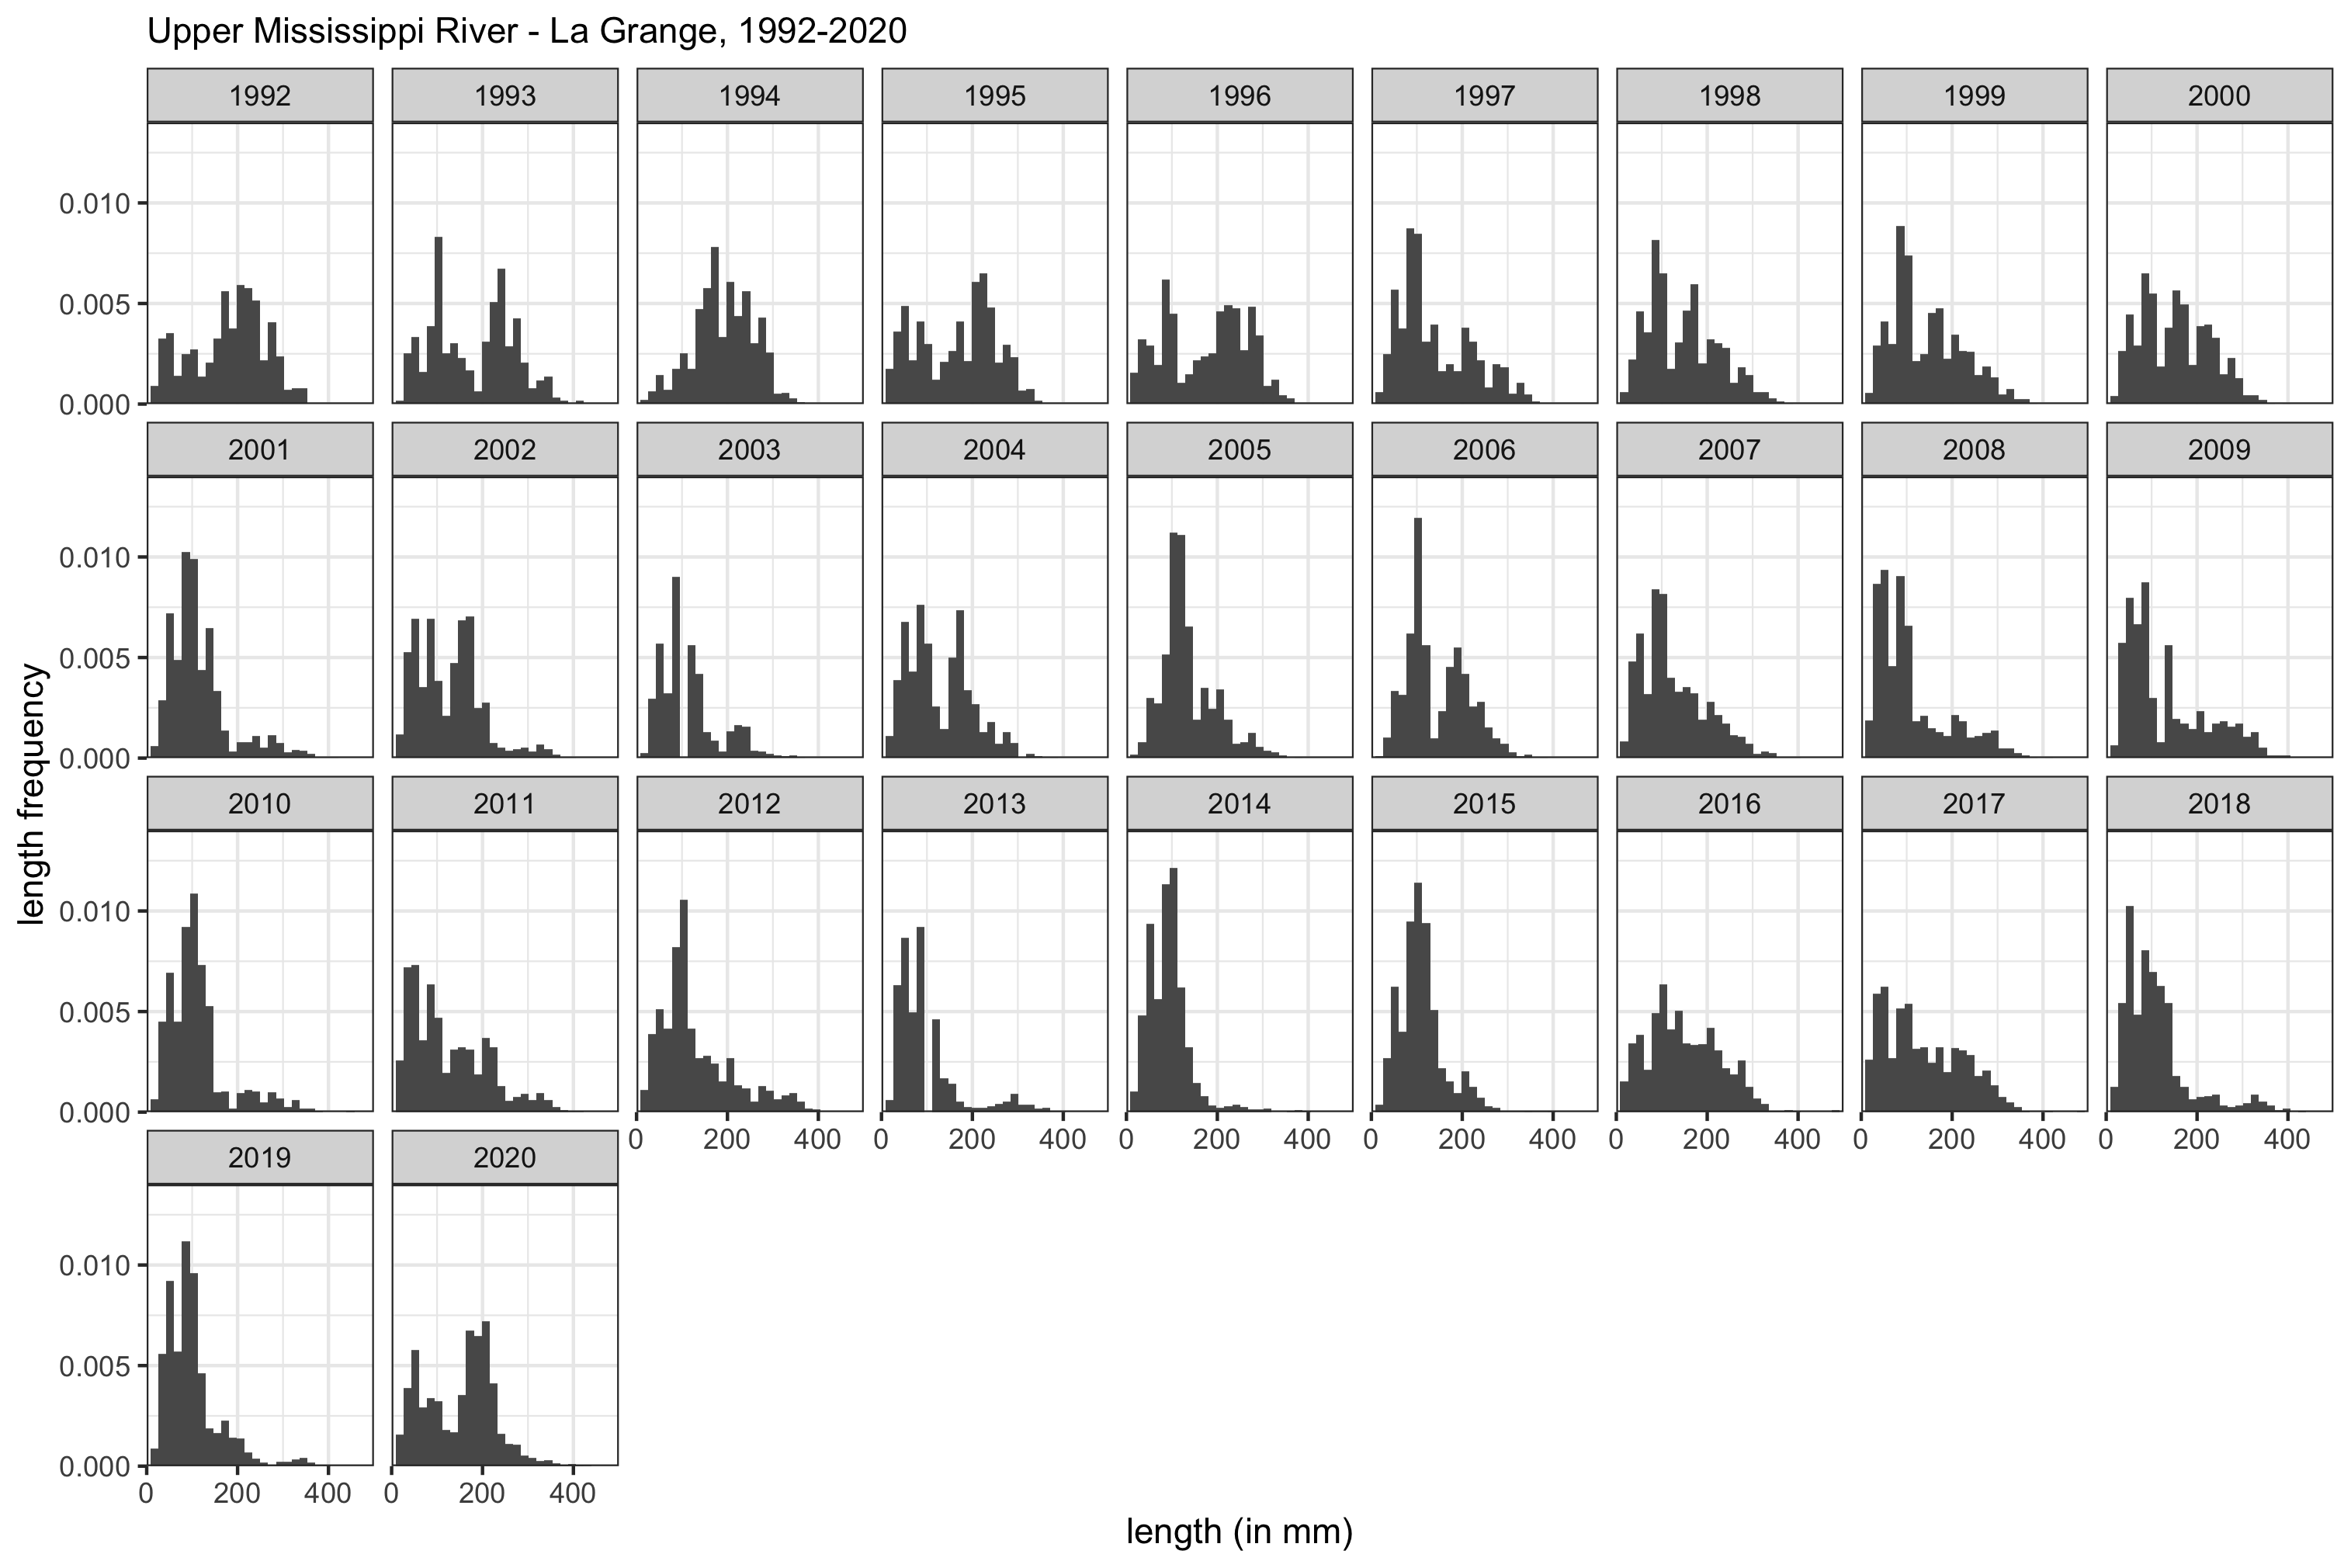 Upper Mississippi River - La Grange, 1992-2020
1992 1993 1994 1995 1996 1997 1998 1999 2000
0.010
0.005
0.000
2001 2002 2003 2004 2005 2006 2007 2008 2009
0.010
0.005
0.000
length frequency
2010 2011 2012 2013 2014 2015 2016 2017 2018
0.010
0.005
0.000
0 200 400 0 200 400 0 200 400 0 200 400 0 200 400 0 200 400 0 200 400
2019 2020
0.010
0.005
0.000
0 200 400 0 200 400
length (in mm)